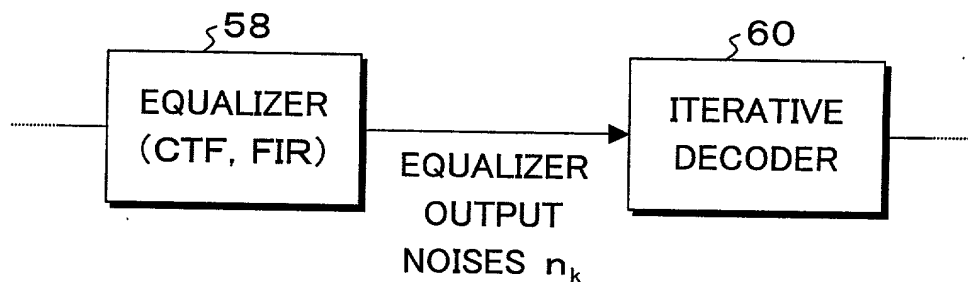 58
EQUALIZER
(CTF, FIR)
EQUALIZER
OUTPUT
NOISES nₖ
60
ITERATIVE
DECODER